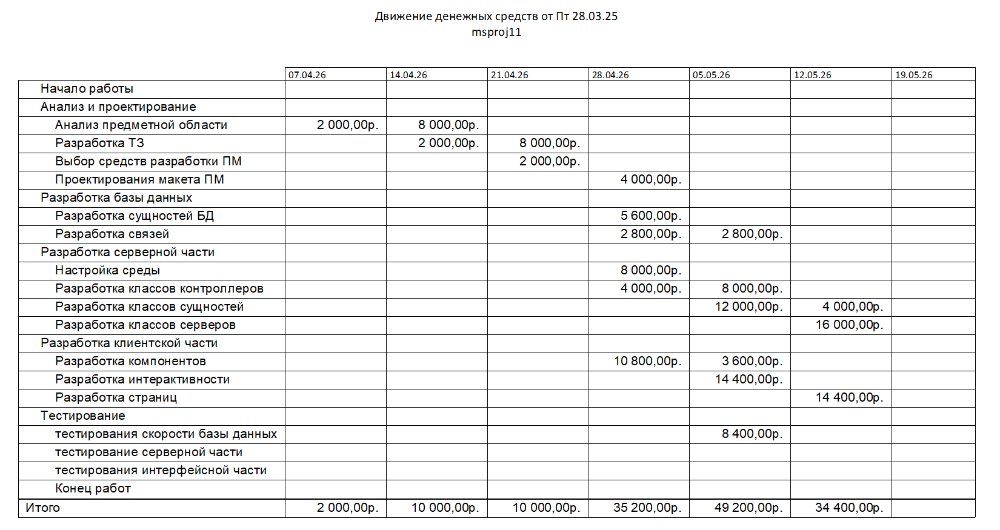 Движение денежных средств от Пт 28.03.25
msproj11
07.04.26 14.04.26 21.04.26 28.04.26 05.05.26 12.05.26 19.05.26
Начало работы
Анализ и проектирование
Анализ предметной области 2 000,00р. 8 000,00р.
Разработка ТЗ 2 000,00р. 8 000,00р.
Выбор средств разработки ПМ 2 000,00р.
Проектирования макета ПМ 4 000,00р.
Разработка базы данных
Разработка сущностей БД 5 600,00р.
Разработка связей 2 800,00р. 2 800,00р.
Разработка серверной части
Настройка среды 8 000,00р.
Разработка классов контроллеров 4 000,00р. 8 000,00р.
Разработка классов сущностей 12 000,00р. 4 000,00р.
Разработка классов серверов 16 000,00р.
Разработка клиентской части
Разработка компонентов 10 800,00р. 3 600,00р.
Разработка интерактивности 14 400,00р.
Разработка страниц 14 400,00р.
Тестирование
тестирования скорости базы данных 8 400,00р.
тестирование серверной части
тестирования интерфейсной части
Конец работ
Итого 2 000,00р. 10 000,00р. 10 000,00р. 35 200,00р. 49 200,00р. 34 400,00р.